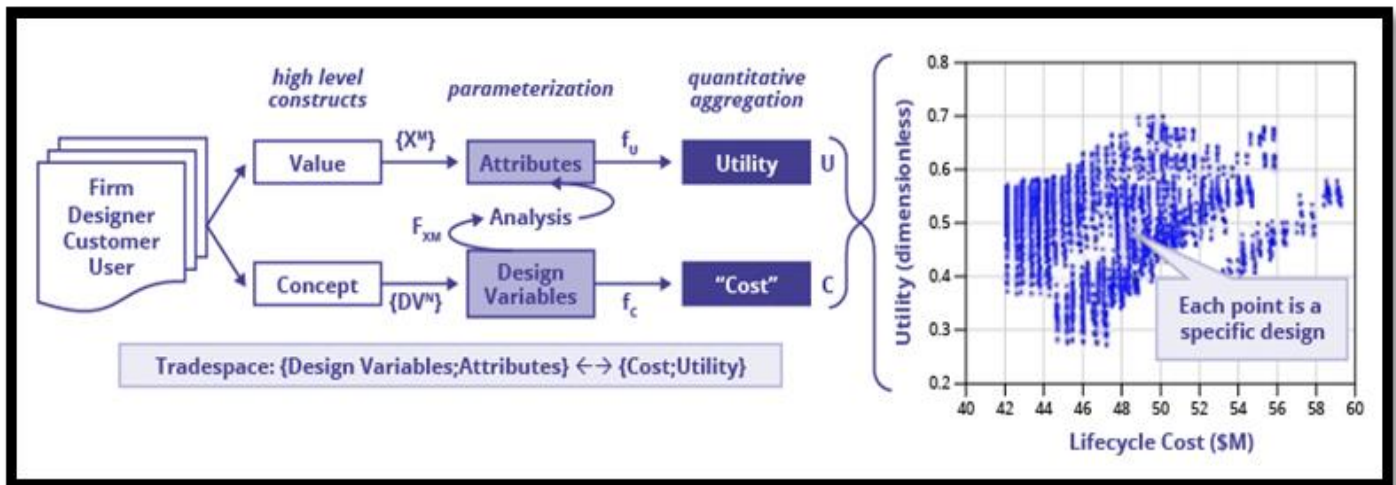 high level
constructs
parameterization
quantitative
aggregation
Firm
Designer
Customer
User
Value
{Xᴹ}
Attributes
fᵤ
Utility
U
F_XM
Analysis
Concept
{DVᴺ}
Design
Variables
f_c
“Cost”
C
Tradespace: {Design Variables;Attributes} ←→ {Cost;Utility}
Utility (dimensionless)
0.8
0.7
0.6
0.5
0.4
0.3
0.2
Each point is a
specific design
40 42 44 46 48 50 52 54 56 58 60
Lifecycle Cost ($M)